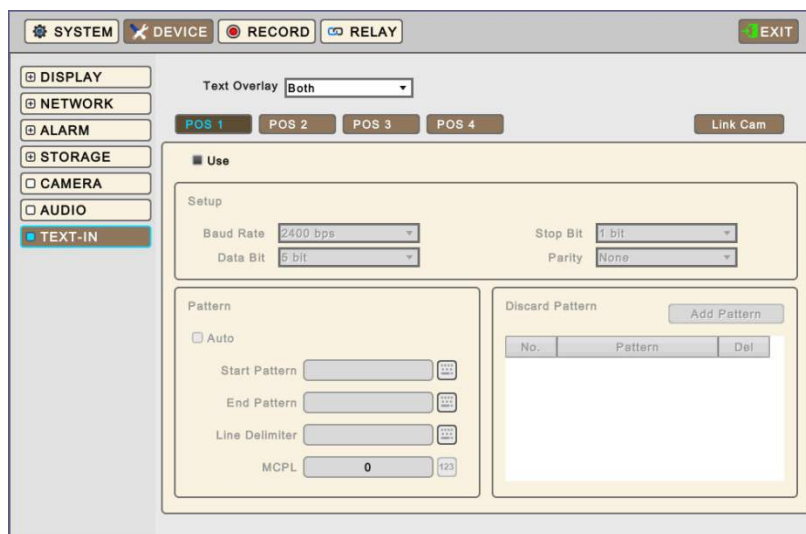 SYSTEM DEVICE RECORD RELAY EXIT
DISPLAY
NETWORK
ALARM
STORAGE
CAMERA
AUDIO
TEXT-IN
Text Overlay Both
POS 1 POS 2 POS 3 POS 4 Link Cam
Use
Setup
Baud Rate 2400 bps Stop Bit 1 bit
Data Bit 5 bit Parity None
Pattern
Auto
Start Pattern
End Pattern
Line Delimiter
MCPL 0 123
Discard Pattern Add Pattern
No. Pattern Del